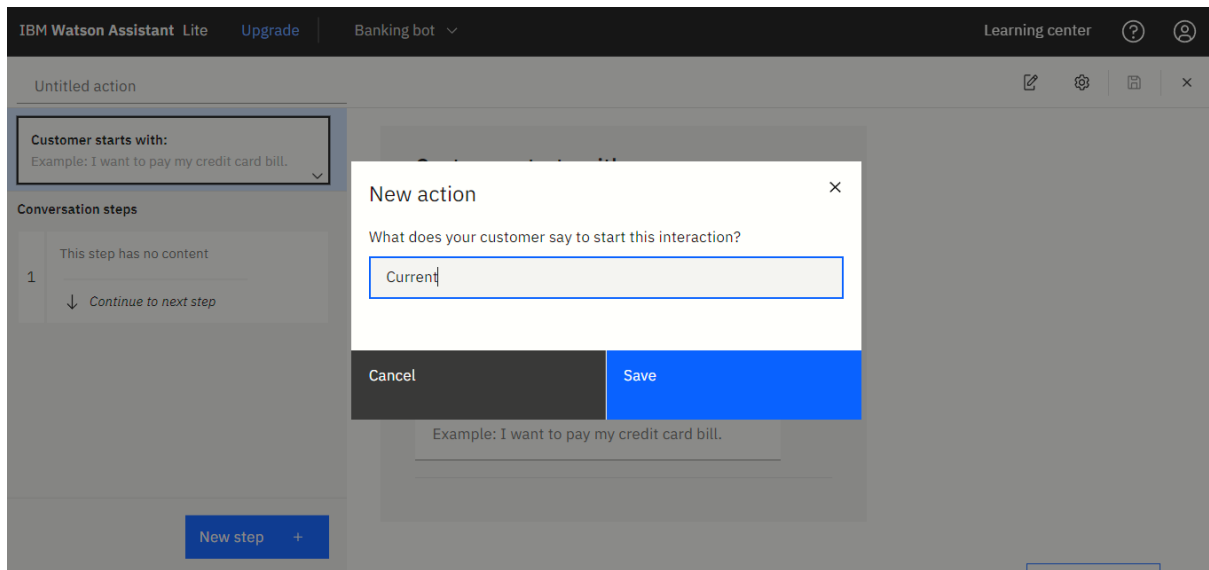 IBM Watson Assistant Lite Upgrade Banking bot Learning center
Untitled action
Customer starts with:
Example: I want to pay my credit card bill.
Conversation steps
1
This step has no content
Continue to next step
New step +
New action
What does your customer say to start this interaction?
Current
Cancel
Save
Example: I want to pay my credit card bill.